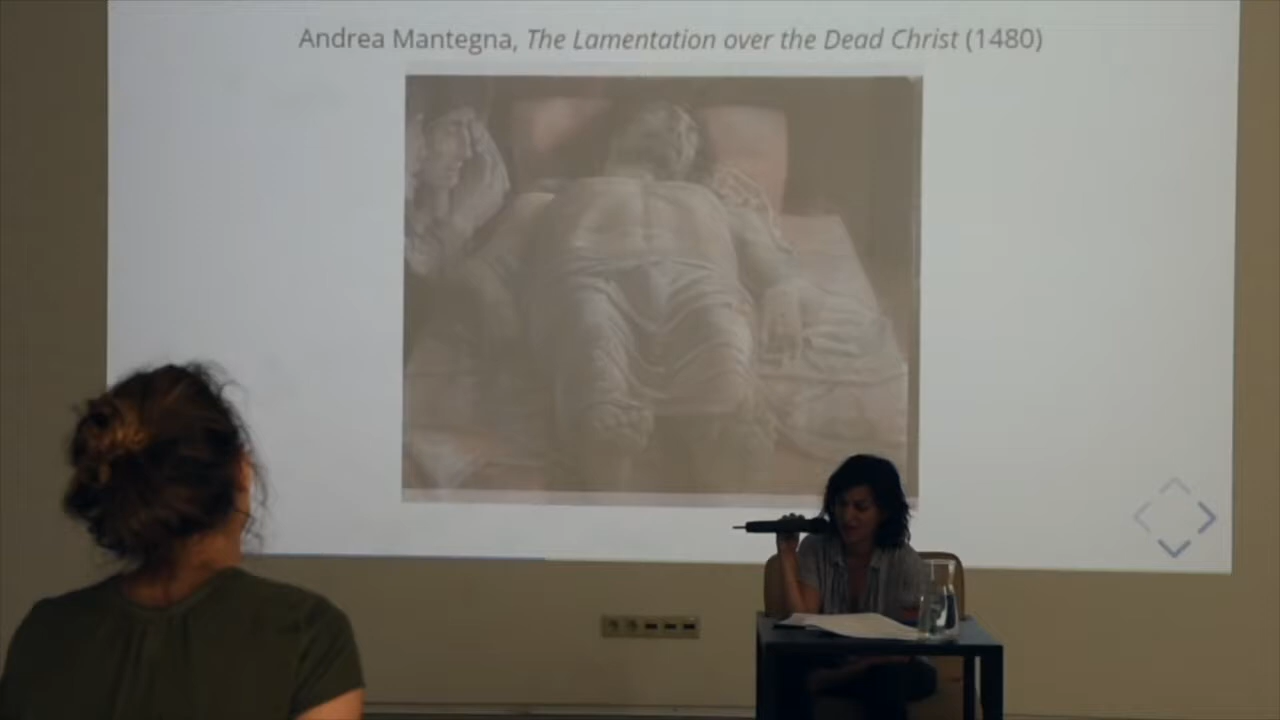 Andrea Mantegna, The Lamentation over the Dead Christ (1480)